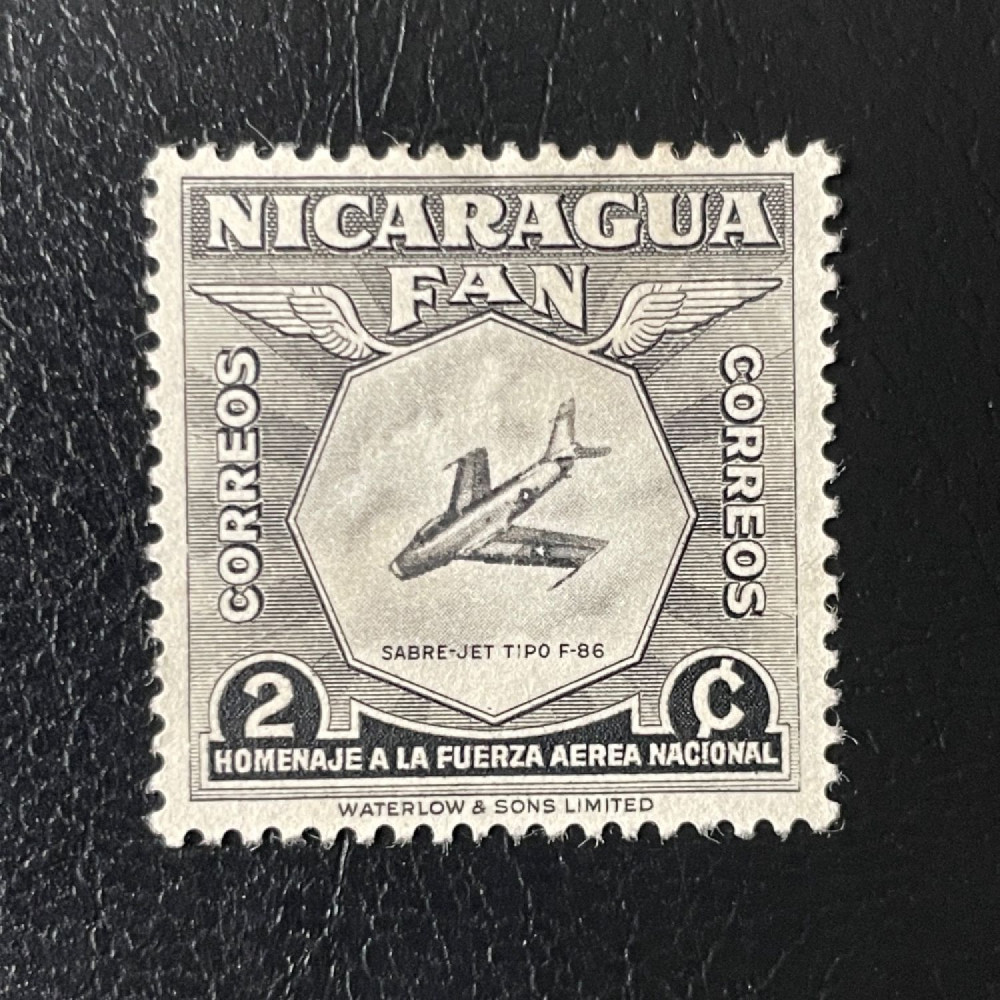 NICARAGUA
FAN
CORREOS
CORREOS
SABRE-JET TIPO F-86
2 ¢
HOMENAJE A LA FUERZA AEREA NACIONAL
WATERLOW & SONS LIMITED